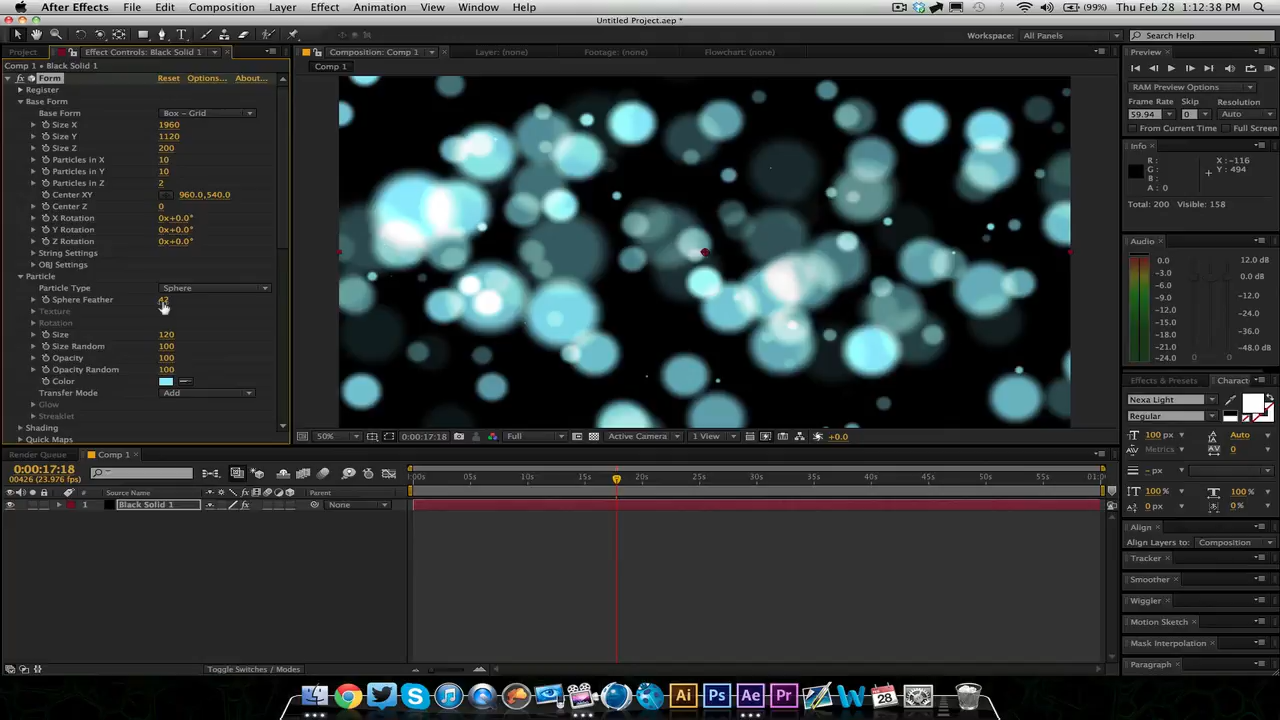 After Effects File Edit Composition Layer Effect Animation View Window Help (99%) Thu Feb 28 1:12:38 PM
Untitled Project.aep *
Workspace: All Panels Search Help
Project Effect Controls: Black Solid 1 Composition: Comp 1 Layer: (none) Footage: (none) Flowchart: (none) Preview
Comp 1 • Black Solid 1
Comp 1
fx Form Reset Options... About...
Register
Base Form
Base Form Box - Grid
Size X 1960
Size Y 1120
Size Z 200
Particles in X 10
Particles in Y 10
Particles in Z 2
Center XY 960.0,540.0
Center Z 0
X Rotation 0x+0.0°
Y Rotation 0x+0.0°
Z Rotation 0x+0.0°
String Settings
OBJ Settings
Particle
Particle Type Sphere
Sphere Feather 42
Texture
Rotation
Size 120
Size Random 100
Opacity 100
Opacity Random 100
Color
Transfer Mode Add
Glow
Streaklet
Shading
Quick Maps
50% 0:00:17:18 Full Active Camera 1 View +0.0
RAM Preview Options
Frame Rate Skip Resolution
59.94 0 Auto
From Current Time Full Screen
Info
R :
G :
B :
A : 0
X : -116
Y : 494
Total: 200 Visible: 158
Audio
0.0
-3.0
-6.0
-9.0
-12.0
-15.0
-18.0
-21.0
-24.0
12.0 dB
0.0 dB
-12.0
-24.0
-36.0
-48.0 dB
Effects & Presets Charact
Nexa Light
Regular
100 px Auto
Metrics 0
- px
100 % 100 %
0 px 0 %
Align
Align Layers to: Composition
Tracker
Smoother
Wiggler
Motion Sketch
Mask Interpolation
Paragraph
Render Queue Comp 1
0:00:17:18
00426 (23.976 fps)
:00s 05s 10s 15s 20s 25s 30s 35s 40s 45s 50s 55s 01:0
# Source Name Parent
1 Black Solid 1 None
Toggle Switches / Modes
Ai Ps Ae Pr W FEB 28